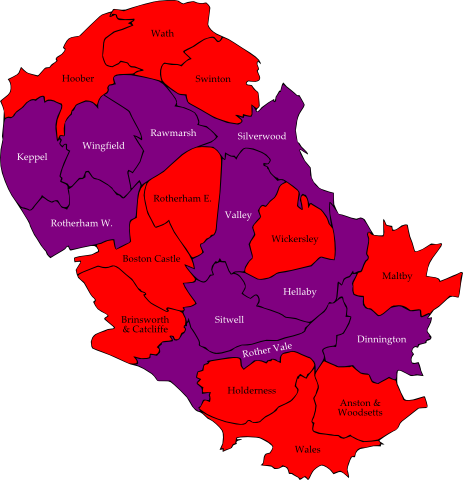 Wath
Hoober
Swinton
Rawmarsh
Silverwood
Wingfield
Keppel
Rotherham E.
Valley
Rotherham W.
Wickersley
Boston Castle
Maltby
Hellaby
Brinsworth
& Catcliffe
Sitwell
Dinnington
Rother Vale
Holderness
Anston &
Woodsetts
Wales